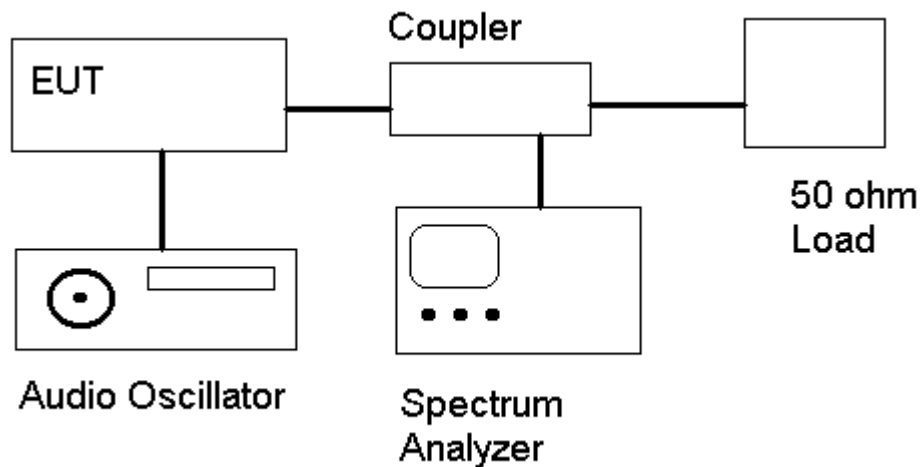 Coupler
EUT
50 ohm
Load
Audio Oscillator
Spectrum
Analyzer